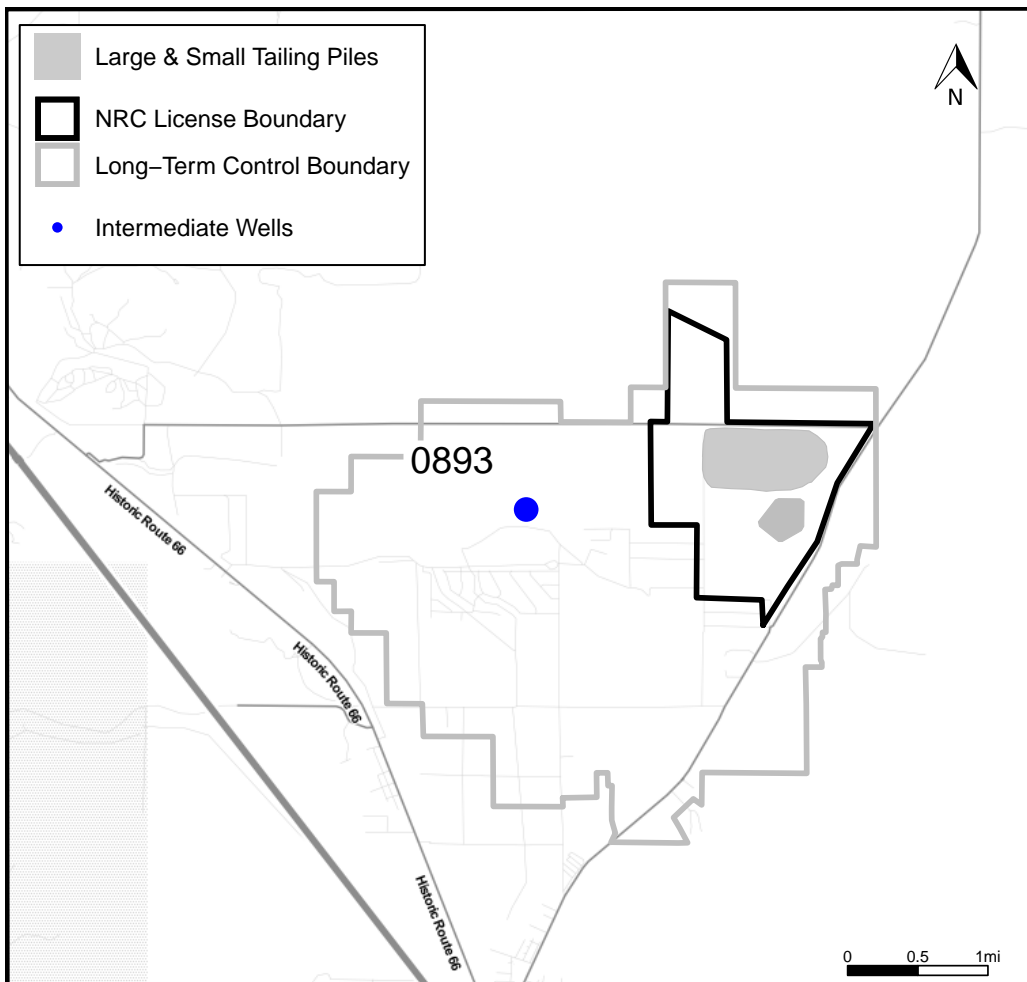 Large & Small Tailing Piles
NRC License Boundary
Long−Term Control Boundary
Intermediate Wells
N
0893
Historic Route 66
Historic Route 66
Historic Route 66
0 0.5 1mi